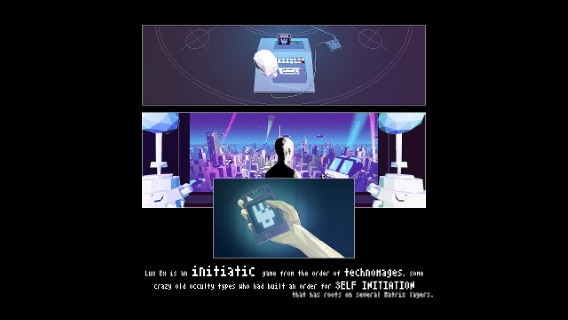 Lux Ex is an initiatic game from the order of technomages, some
crazy old occulty types who had built an order for SELF INITIATION
that has roots on several Matrix layers.